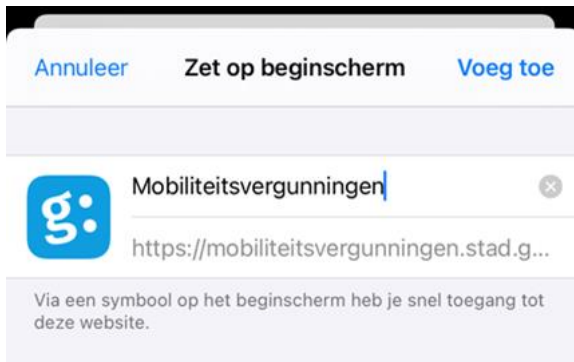 Annuleer Zet op beginscherm Voeg toe
g:
Mobiliteitsvergunningen
https://mobiliteitsvergunningen.stad.g...
Via een symbool op het beginscherm heb je snel toegang tot
deze website.